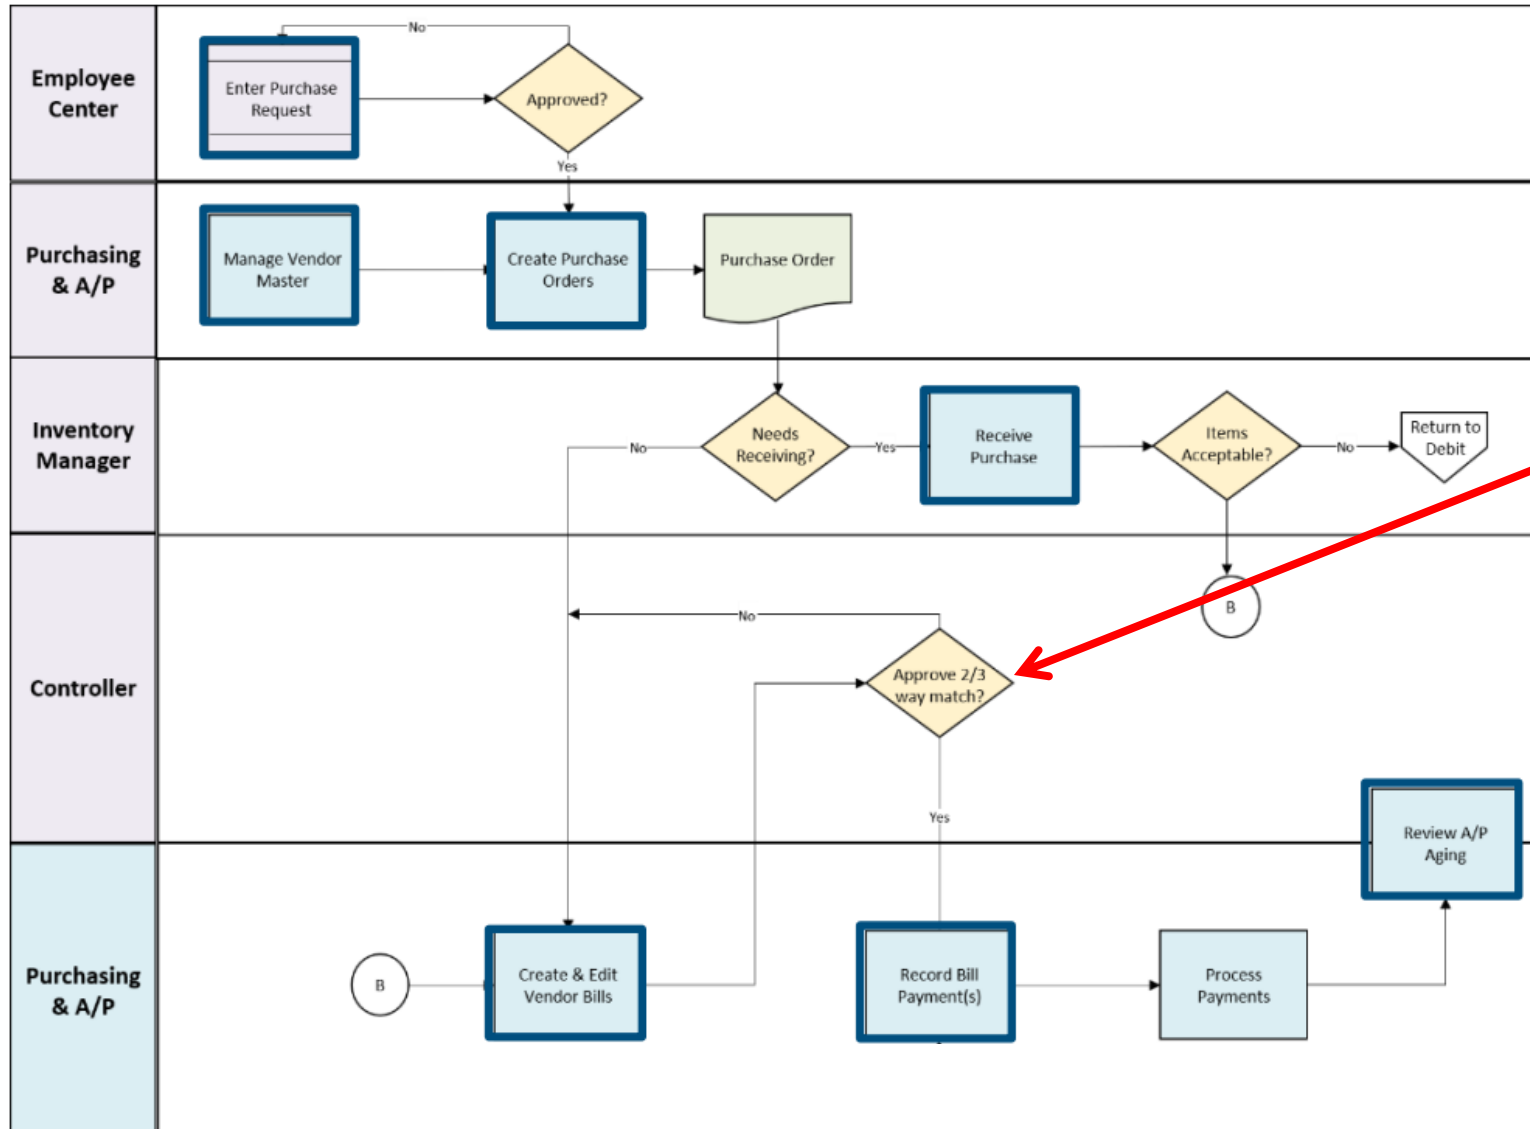 No
Employee
Center
Enter Purchase
Request
Approved?
Yes
Purchasing
& A/P
Manage Vendor
Master
Create Purchase
Orders
Purchase Order
Inventory
Manager
No
Needs
Receiving?
Yes
Receive
Purchase
Items
Acceptable?
No
Return to
Debit
Controller
No
B
Approve 2/3
way match?
Yes
Review A/P
Aging
Purchasing
& A/P
B
Create & Edit
Vendor Bills
Record Bill
Payment(s)
Process
Payments